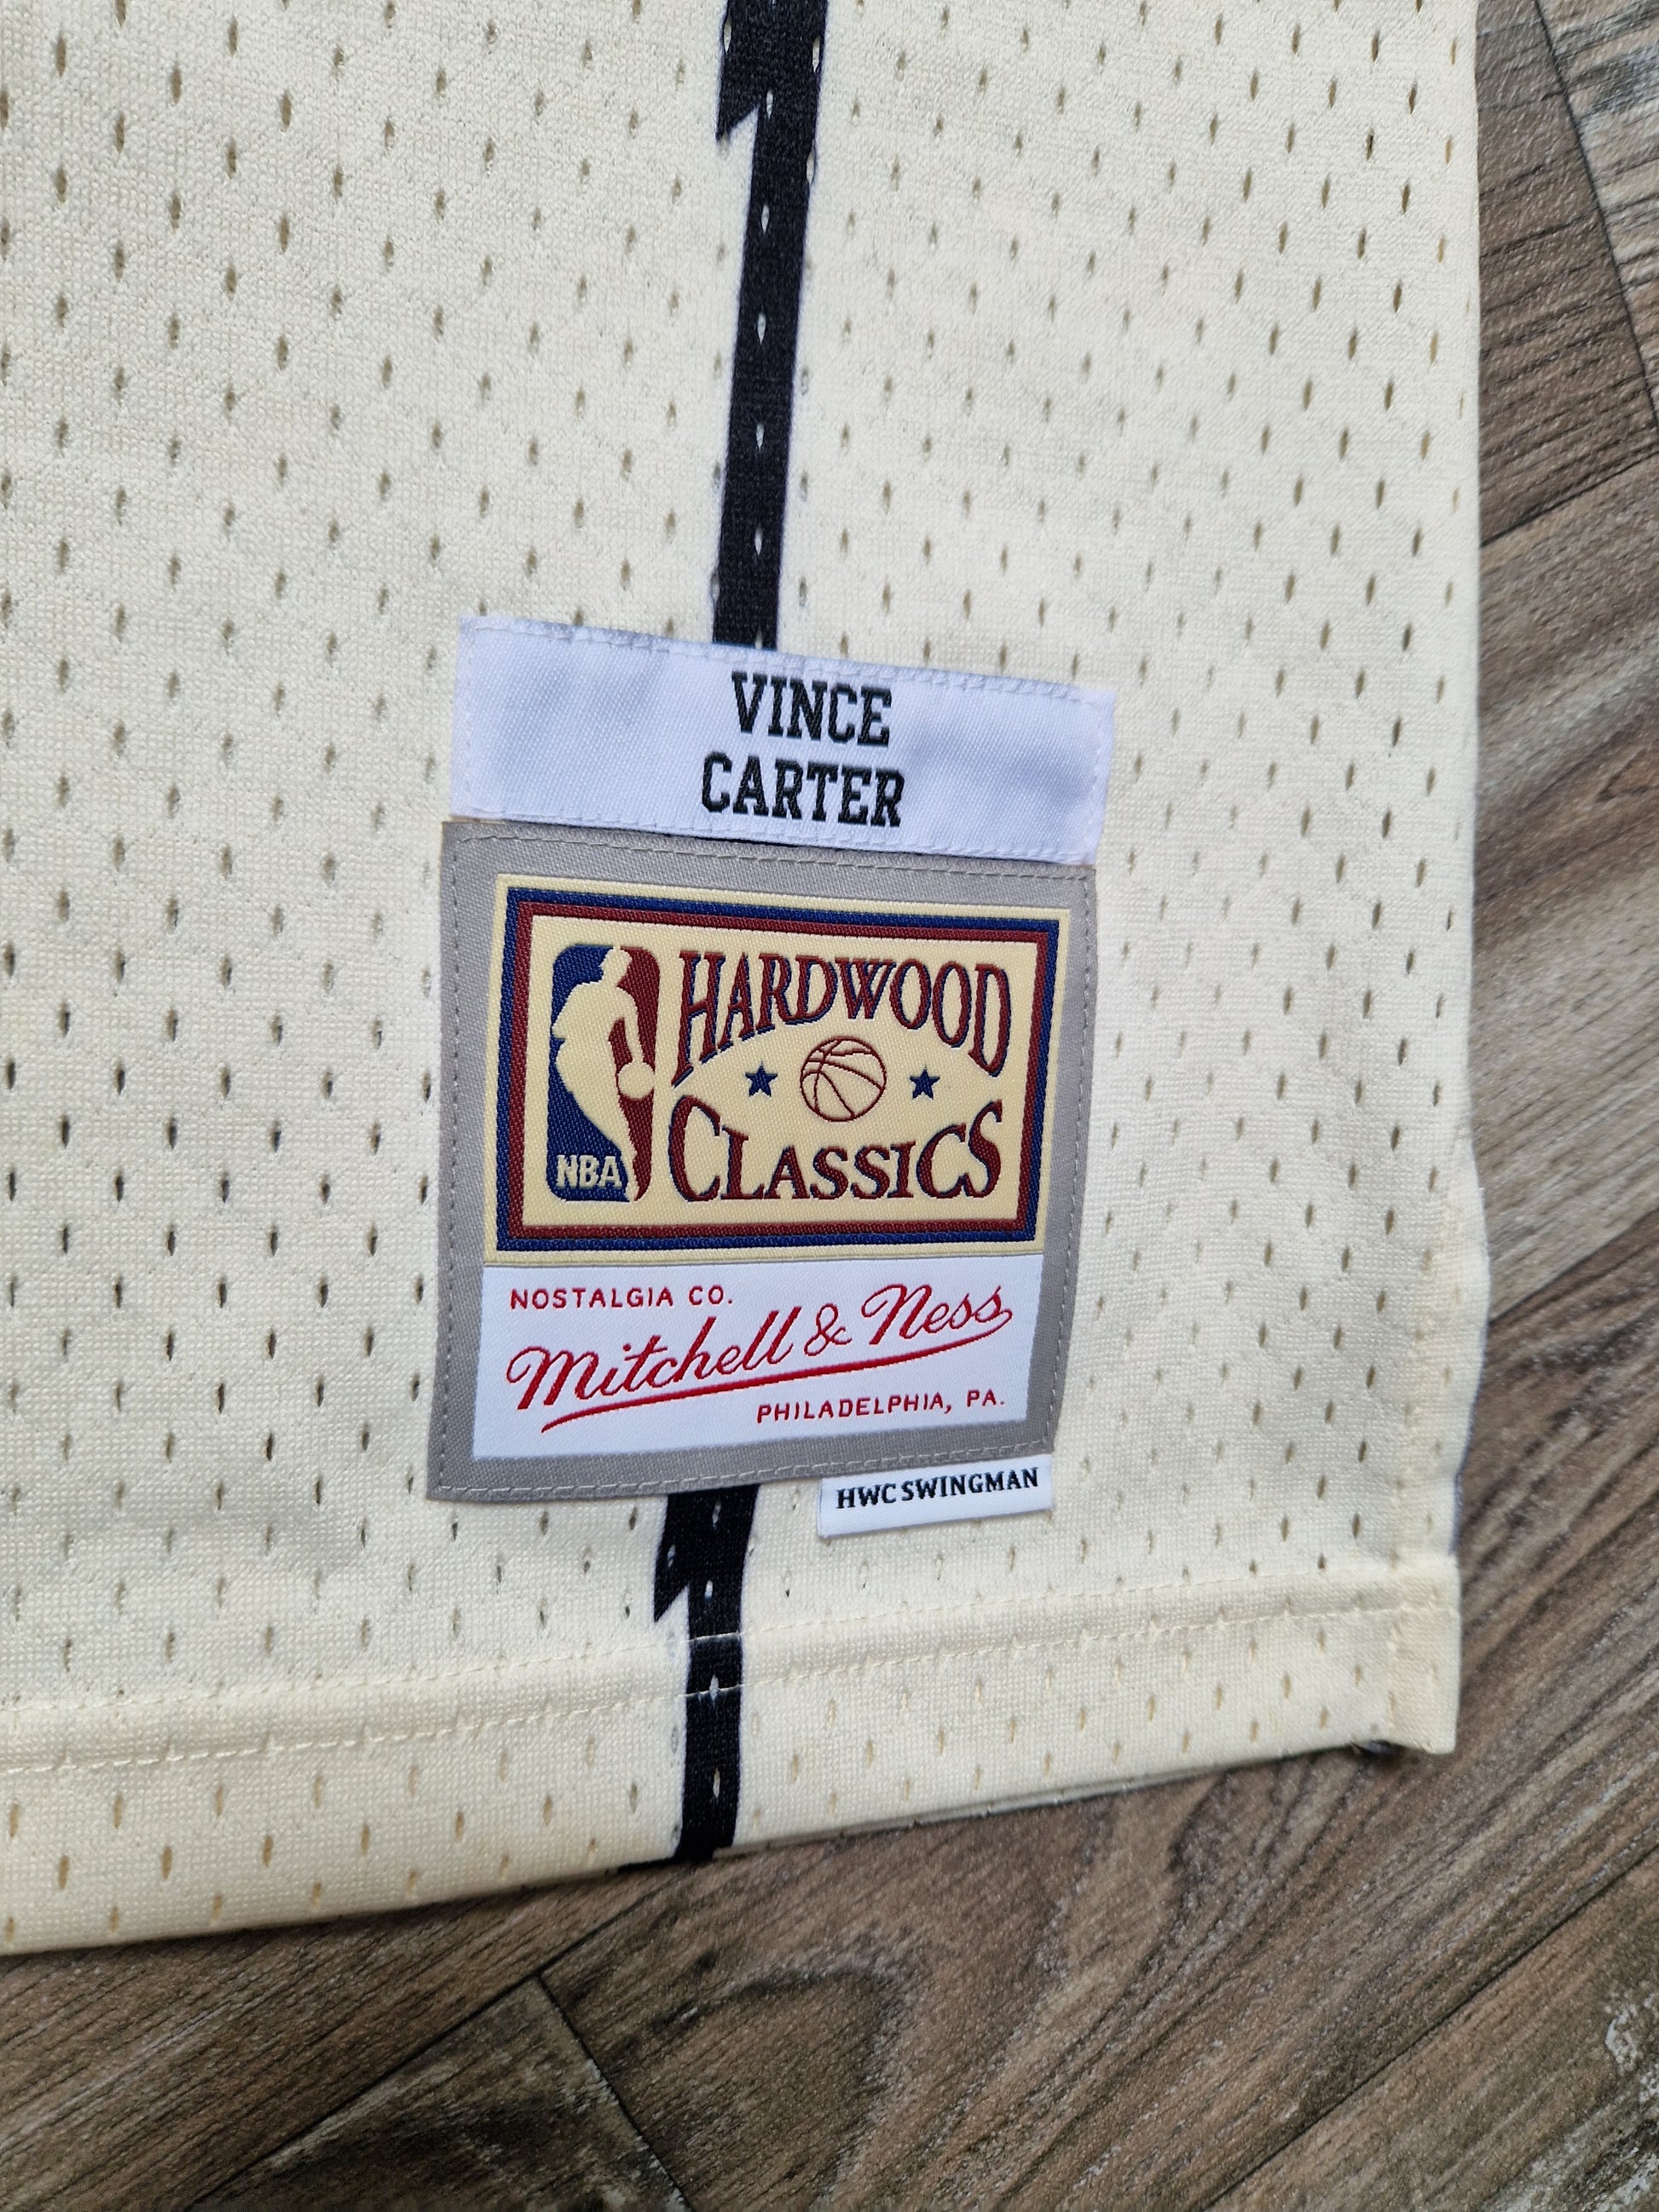 VINCE
CARTER
HARDWOOD
CLASSICS
NBA
NOSTALGIA CO.
Mitchell & Ness
PHILADELPHIA, PA.
HWC SWINGMAN